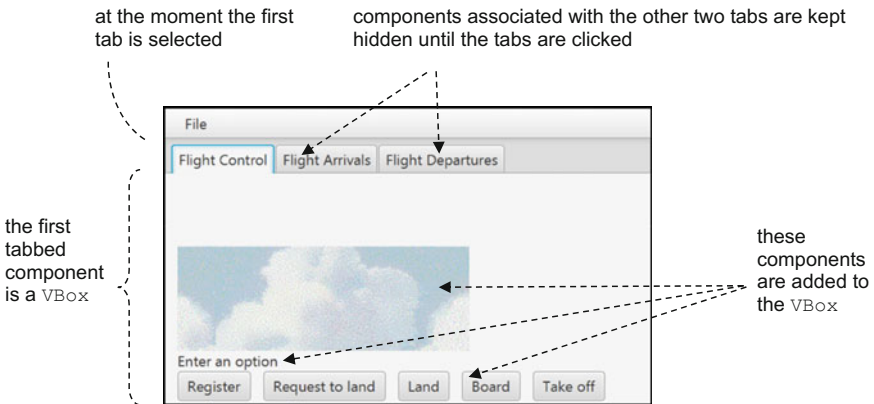 at the moment the first
tab is selected
components associated with the other two tabs are kept
hidden until the tabs are clicked
File
Flight Control Flight Arrivals Flight Departures
the first
tabbed
component
is a VBox
these
components
are added to
the VBox
Enter an option
Register Request to land Land Board Take off